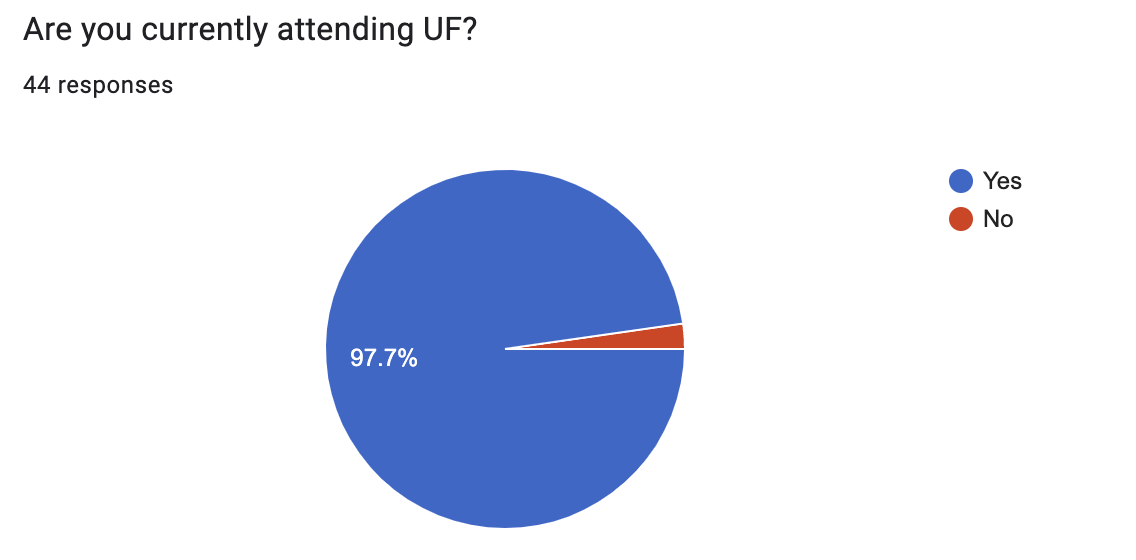 Are you currently attending UF?
44 responses
Yes
No
97.7%